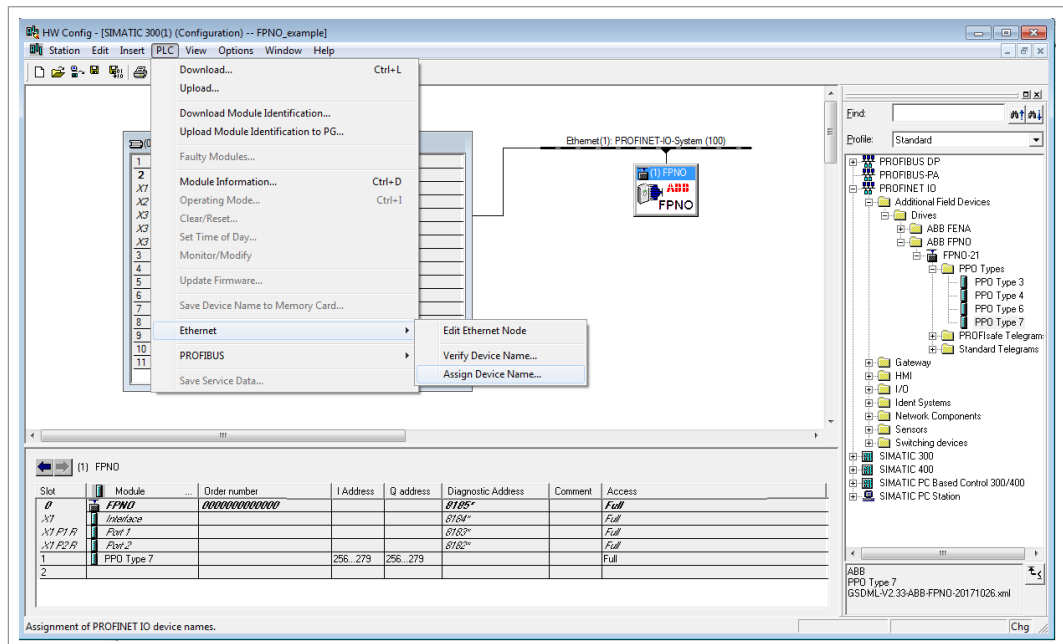 HW Config - [SIMATIC 300(1) (Configuration) -- FPNO_example]
Station Edit Insert PLC View Options Window Help
Download... Ctrl+L
Upload...
Download Module Identification...
Upload Module Identification to PG...
Faulty Modules...
Module Information... Ctrl+D
Operating Mode... Ctrl+I
Clear/Reset...
Set Time of Day...
Monitor/Modify
Update Firmware...
Save Device Name to Memory Card...
Ethernet
PROFIBUS
Save Service Data...
Edit Ethernet Node
Verify Device Name...
Assign Device Name...
1
2
X1
X2
X3
X3
X3
3
4
5
6
7
8
9
10
11
Ethernet(1): PROFINET-IO-System (100)
(1) FPNO
ABB
FPNO
Find:
Profile: Standard
PROFIBUS DP
PROFIBUS-PA
PROFINET IO
Additional Field Devices
Drives
ABB FENA
ABB FPNO
FPNO-21
PPO Types
PPO Type 3
PPO Type 4
PPO Type 6
PPO Type 7
PROFIsafe Telegram
Standard Telegrams
Gateway
HMI
I/O
Ident Systems
Network Components
Sensors
Switching devices
SIMATIC 300
SIMATIC 400
SIMATIC PC Based Control 300/400
SIMATIC PC Station
(1) FPNO
Slot Module ... Order number I Address Q address Diagnostic Address Comment Access
0 FPNO 000000000000 8185* Full
X1 Interface 8184* Full
X1 P1 R Port 1 8183* Full
X1 P2 R Port 2 8182* Full
1 PPO Type 7 256...279 256...279 Full
2
ABB
PPO Type 7
GSDML-V2.33-ABB-FPNO-20171026.xml
Assignment of PROFINET IO device names. Chg